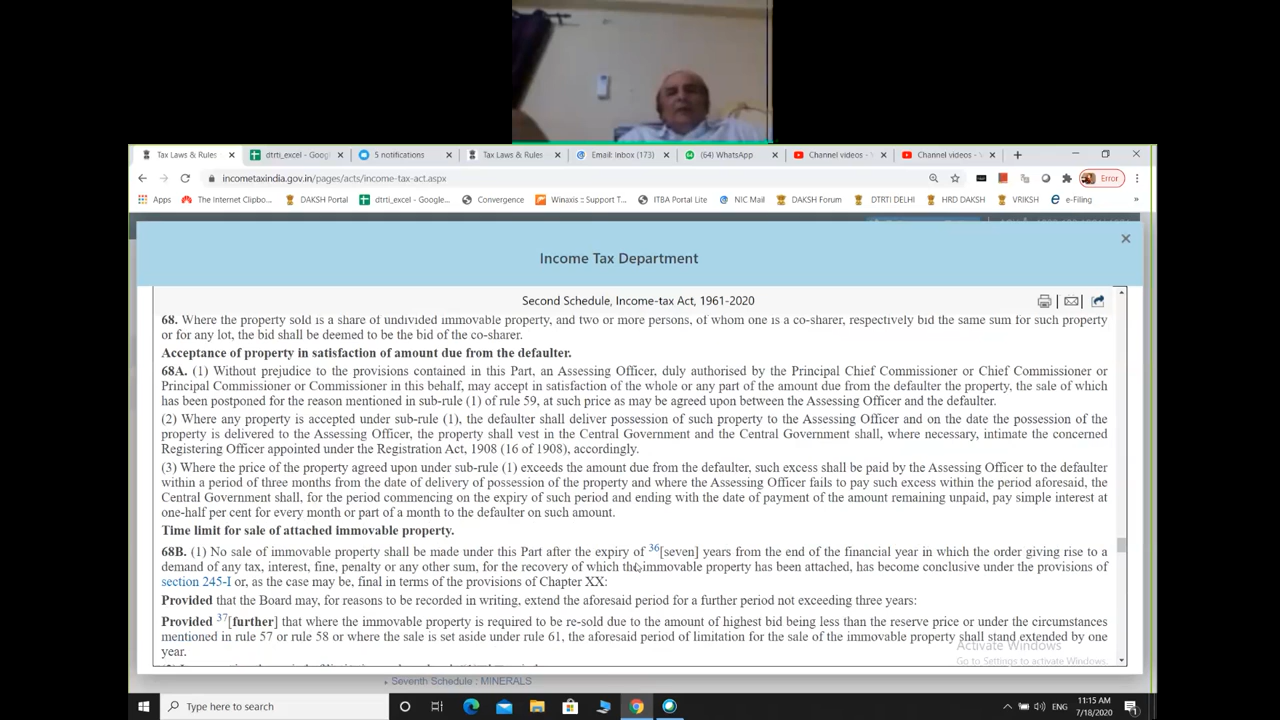 Tax Laws & Rules
dtrti_excel - Goog
5 notifications
Tax Laws & Rules
Email: Inbox (173)
(64) WhatsApp
Channel videos - Y
Channel videos - Y
incometaxindia.gov.in/pages/acts/income-tax-act.aspx
Error
Apps
The Internet Clipbo...
DAKSH Portal
dtrti_excel - Google...
Convergence
Winaxis :: Support T...
ITBA Portal Lite
NIC Mail
DAKSH Forum
DTRTI DELHI
HRD DAKSH
VRIKSH
e-Filing
Income Tax Department
Second Schedule, Income-tax Act, 1961-2020
68. Where the property sold is a share of undivided immovable property, and two or more persons, of whom one is a co-sharer, respectively bid the same sum for such property
or for any lot, the bid shall be deemed to be the bid of the co-sharer.
Acceptance of property in satisfaction of amount due from the defaulter.
68A. (1) Without prejudice to the provisions contained in this Part, an Assessing Officer, duly authorised by the Principal Chief Commissioner or Chief Commissioner or
Principal Commissioner or Commissioner in this behalf, may accept in satisfaction of the whole or any part of the amount due from the defaulter the property, the sale of which
has been postponed for the reason mentioned in sub-rule (1) of rule 59, at such price as may be agreed upon between the Assessing Officer and the defaulter.
(2) Where any property is accepted under sub-rule (1), the defaulter shall deliver possession of such property to the Assessing Officer and on the date the possession of the
property is delivered to the Assessing Officer, the property shall vest in the Central Government and the Central Government shall, where necessary, intimate the concerned
Registering Officer appointed under the Registration Act, 1908 (16 of 1908), accordingly.
(3) Where the price of the property agreed upon under sub-rule (1) exceeds the amount due from the defaulter, such excess shall be paid by the Assessing Officer to the defaulter
within a period of three months from the date of delivery of possession of the property and where the Assessing Officer fails to pay such excess within the period aforesaid, the
Central Government shall, for the period commencing on the expiry of such period and ending with the date of payment of the amount remaining unpaid, pay simple interest at
one-half per cent for every month or part of a month to the defaulter on such amount.
Time limit for sale of attached immovable property.
68B. (1) No sale of immovable property shall be made under this Part after the expiry of 36[seven] years from the end of the financial year in which the order giving rise to a
demand of any tax, interest, fine, penalty or any other sum, for the recovery of which the immovable property has been attached, has become conclusive under the provisions of
section 245-I or, as the case may be, final in terms of the provisions of Chapter XX:
Provided that the Board may, for reasons to be recorded in writing, extend the aforesaid period for a further period not exceeding three years:
Provided 37[further] that where the immovable property is required to be re-sold due to the amount of highest bid being less than the reserve price or under the circumstances
mentioned in rule 57 or rule 58 or where the sale is set aside under rule 61, the aforesaid period of limitation for the sale of the immovable property shall stand extended by one
year.
Activate Windows
Go to Settings to activate Windows.
Seventh Schedule : MINERALS
Type here to search
11:15 AM
7/18/2020